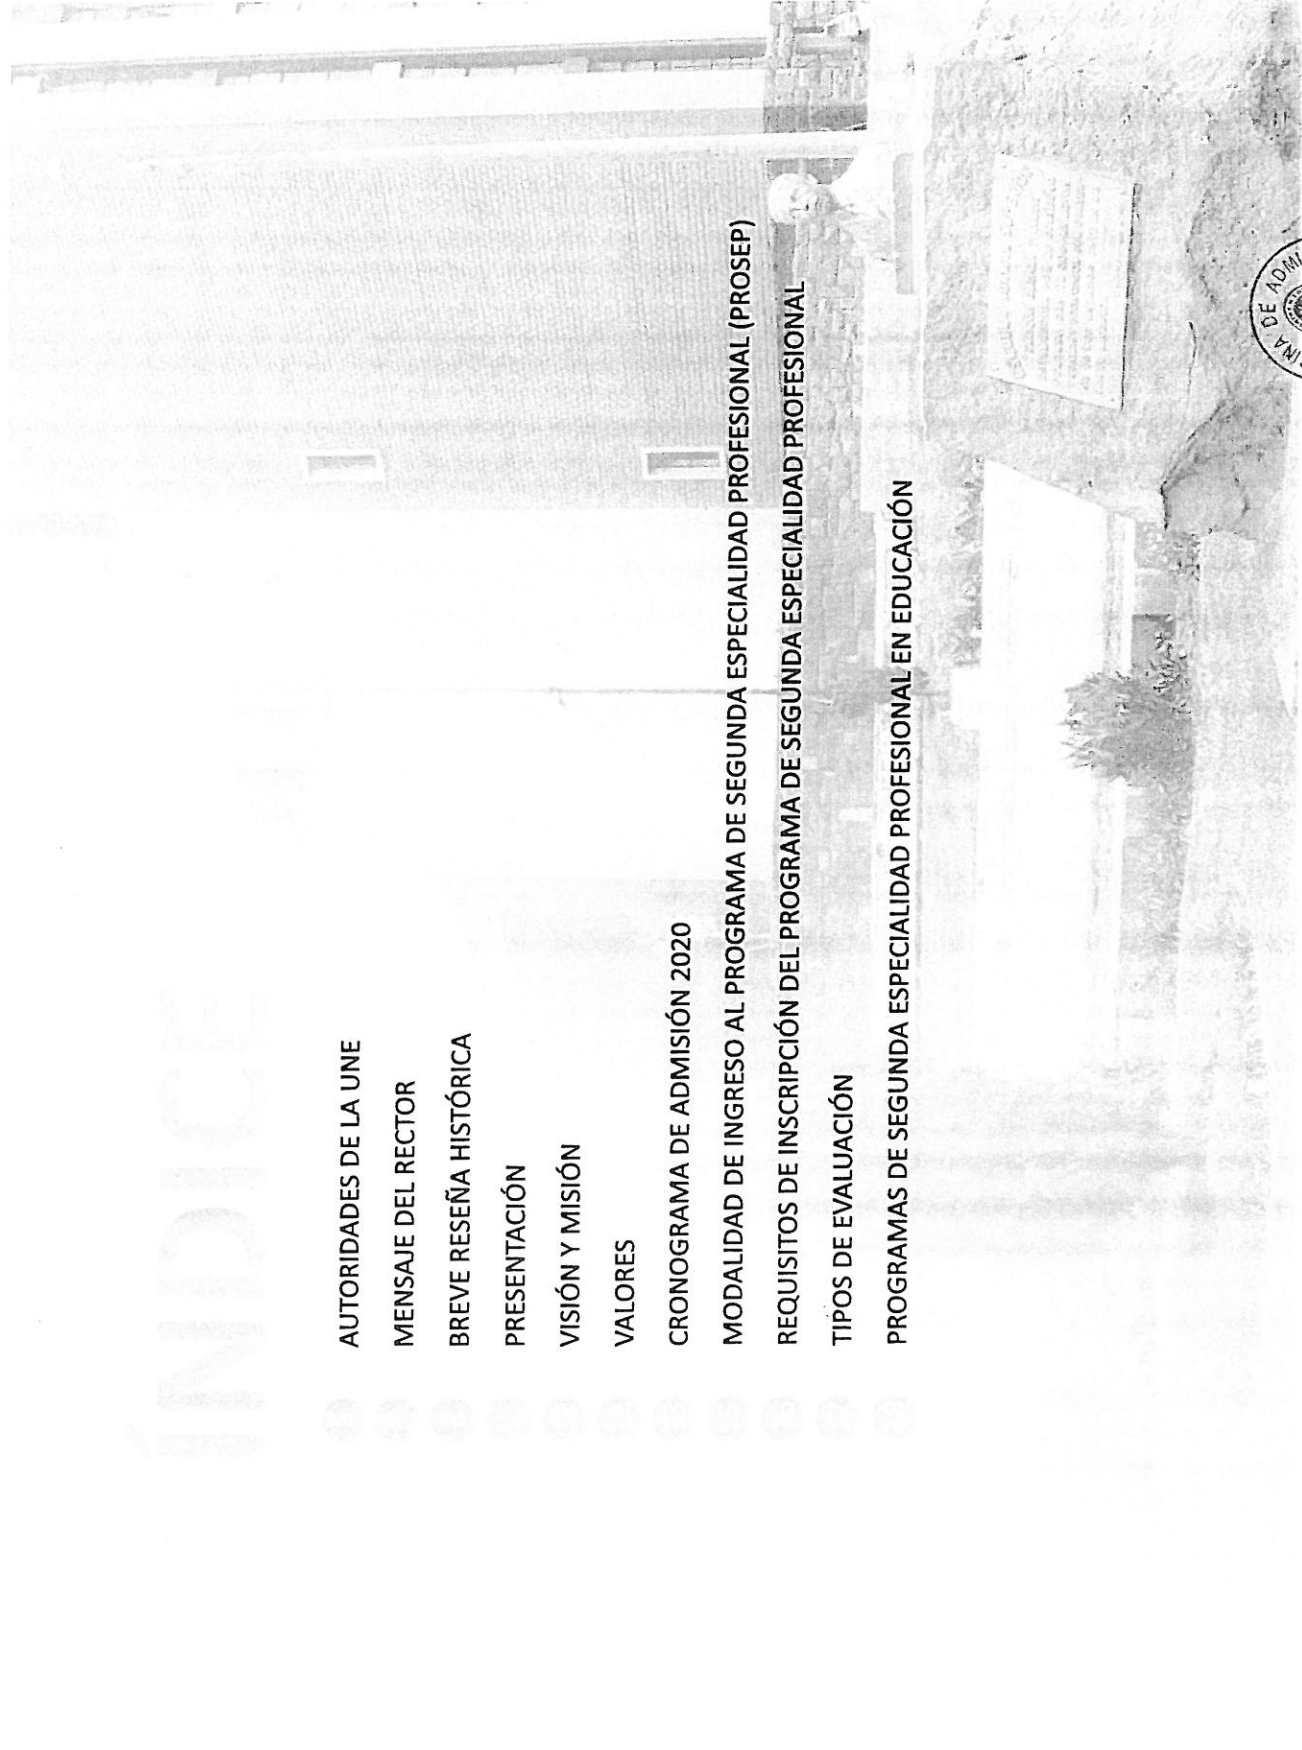 ÍNDICE
AUTORIDADES DE LA UNE
MENSAJE DEL RECTOR
BREVE RESEÑA HISTÓRICA
PRESENTACIÓN
VISIÓN Y MISIÓN
VALORES
CRONOGRAMA DE ADMISIÓN 2020
MODALIDAD DE INGRESO AL PROGRAMA DE SEGUNDA ESPECIALIDAD PROFESIONAL (PROSEP)
REQUISITOS DE INSCRIPCIÓN DEL PROGRAMA DE SEGUNDA ESPECIALIDAD PROFESIONAL
TIPOS DE EVALUACIÓN
PROGRAMAS DE SEGUNDA ESPECIALIDAD PROFESIONAL EN EDUCACIÓN
DE